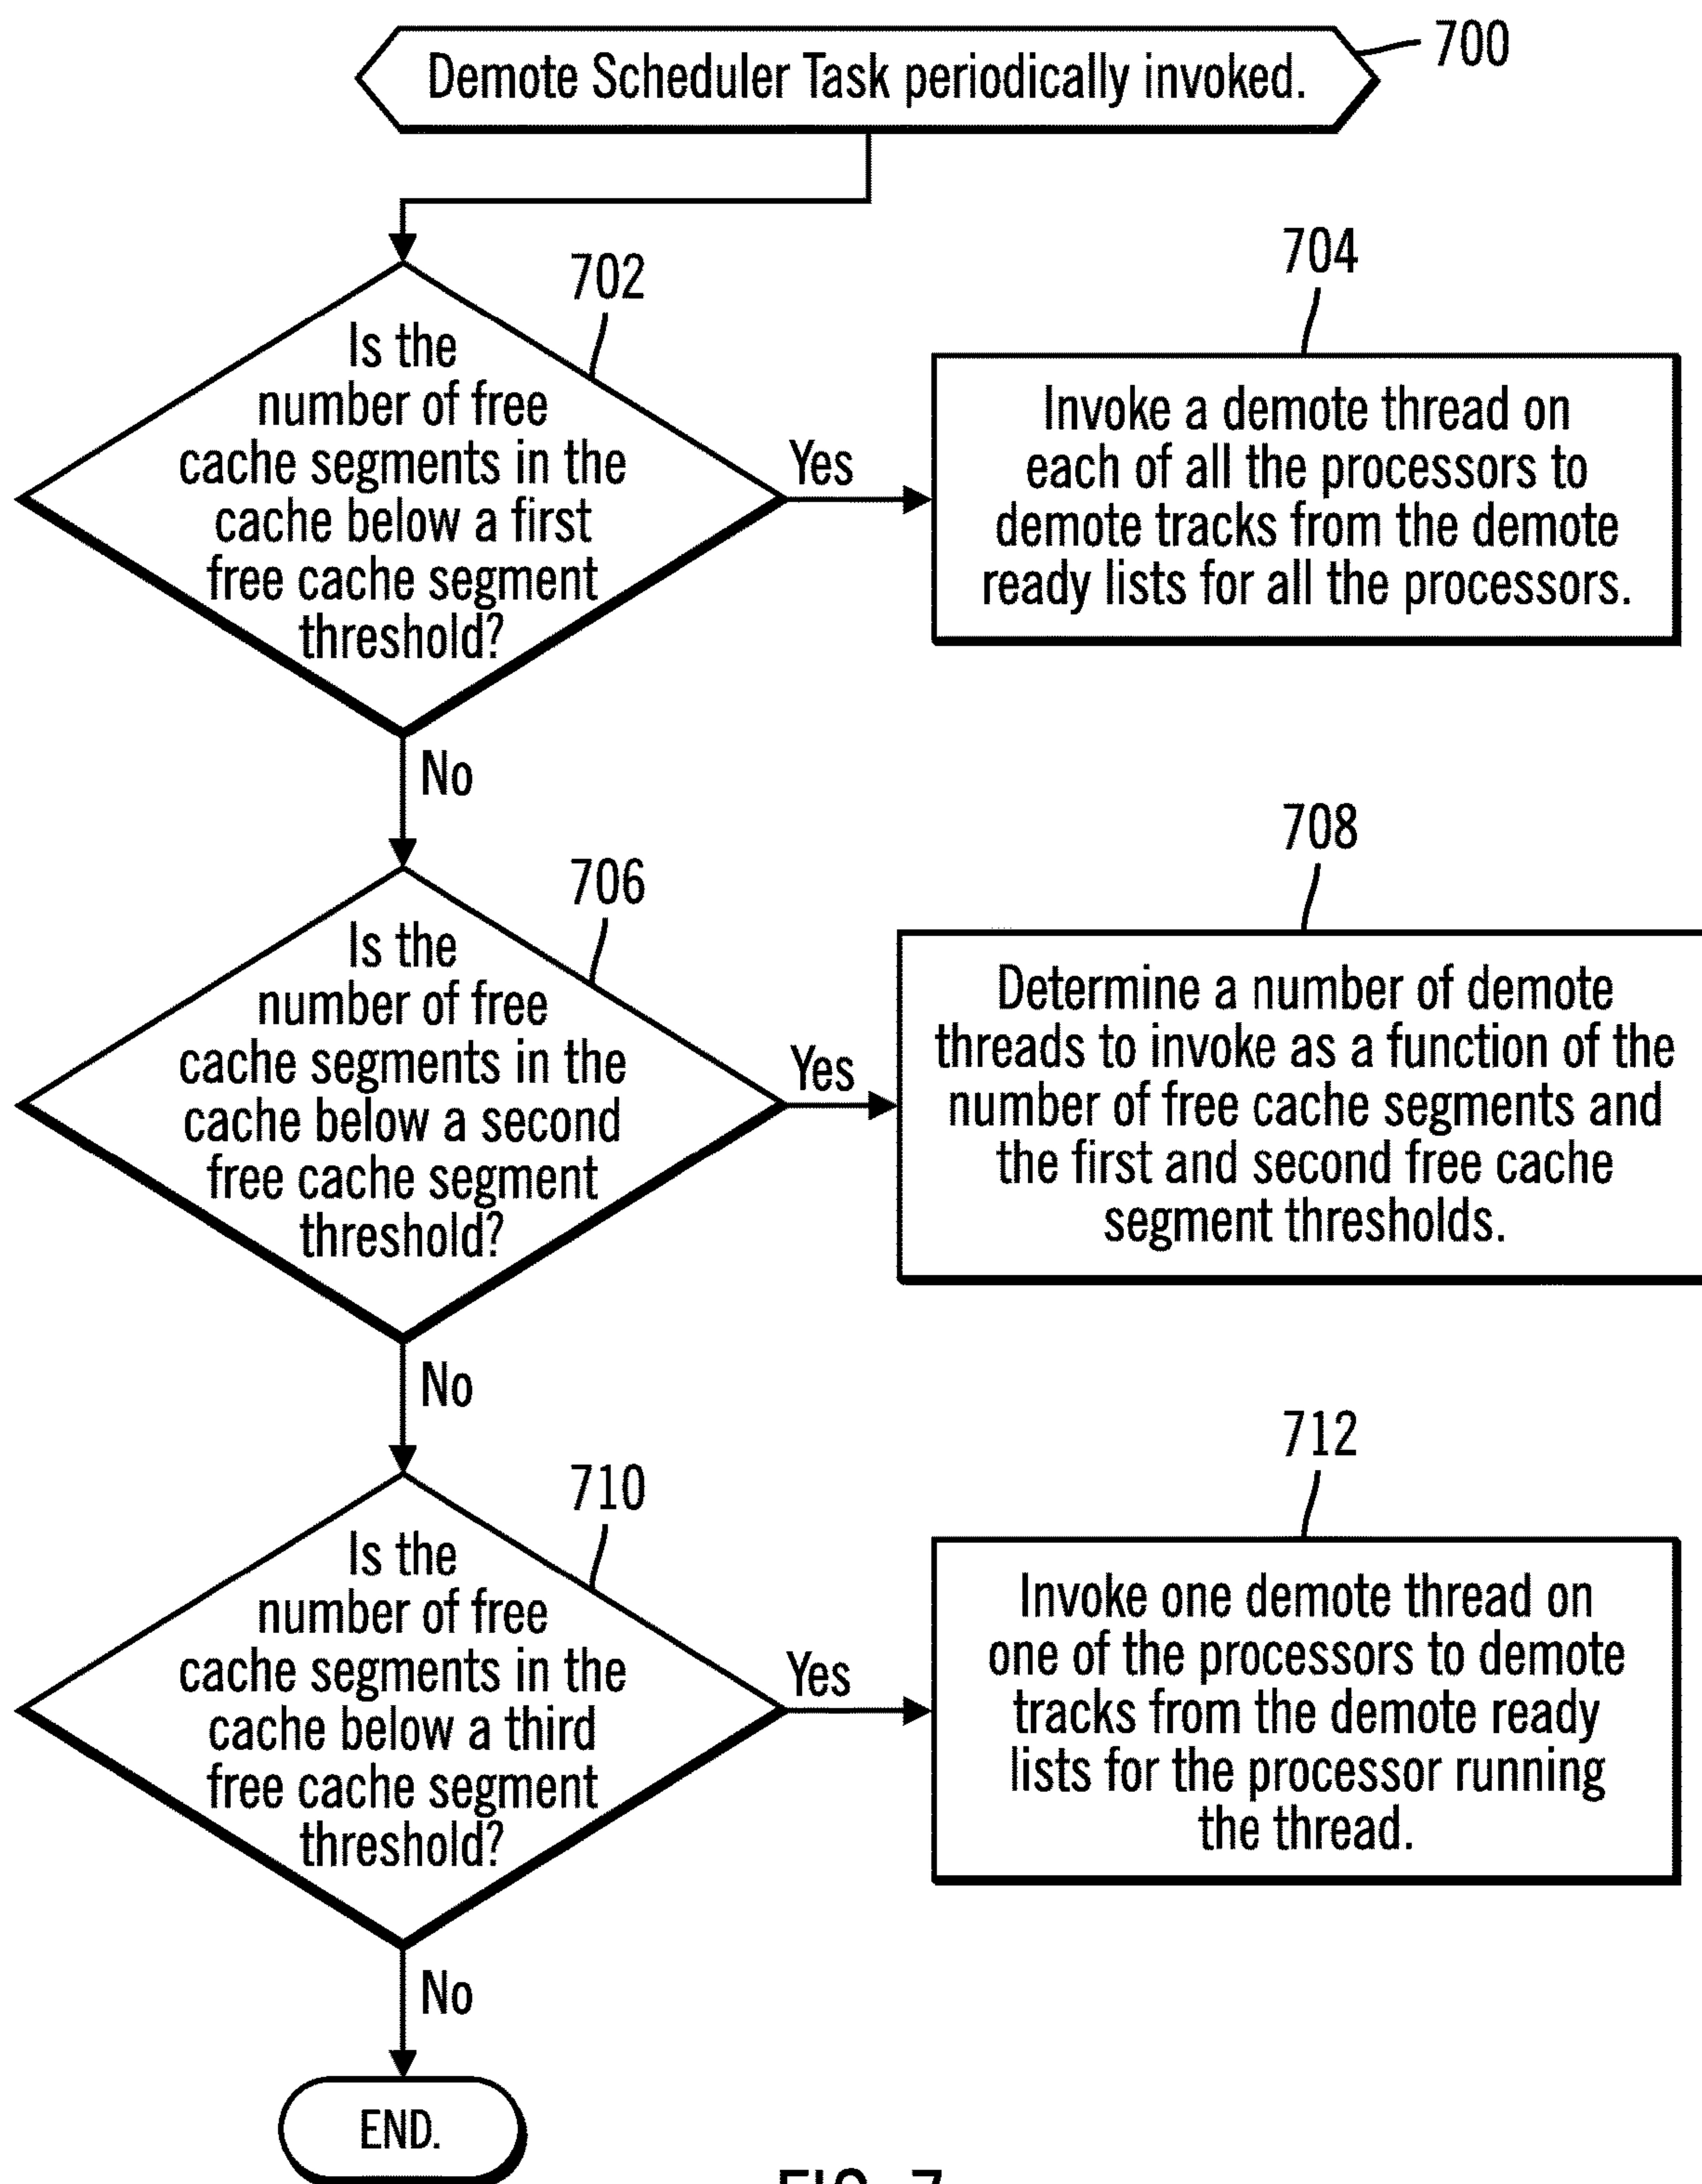 Demote Scheduler Task periodically invoked.
700
702
Is the
number of free
cache segments in the
cache below a first
free cache segment
threshold?
Yes
704
Invoke a demote thread on
each of all the processors to
demote tracks from the demote
ready lists for all the processors.
No
706
Is the
number of free
cache segments in the
cache below a second
free cache segment
threshold?
Yes
708
Determine a number of demote
threads to invoke as a function of the
number of free cache segments and
the first and second free cache
segment thresholds.
No
710
Is the
number of free
cache segments in the
cache below a third
free cache segment
threshold?
Yes
712
Invoke one demote thread on
one of the processors to demote
tracks from the demote ready
lists for the processor running
the thread.
No
END.
FIG. 7